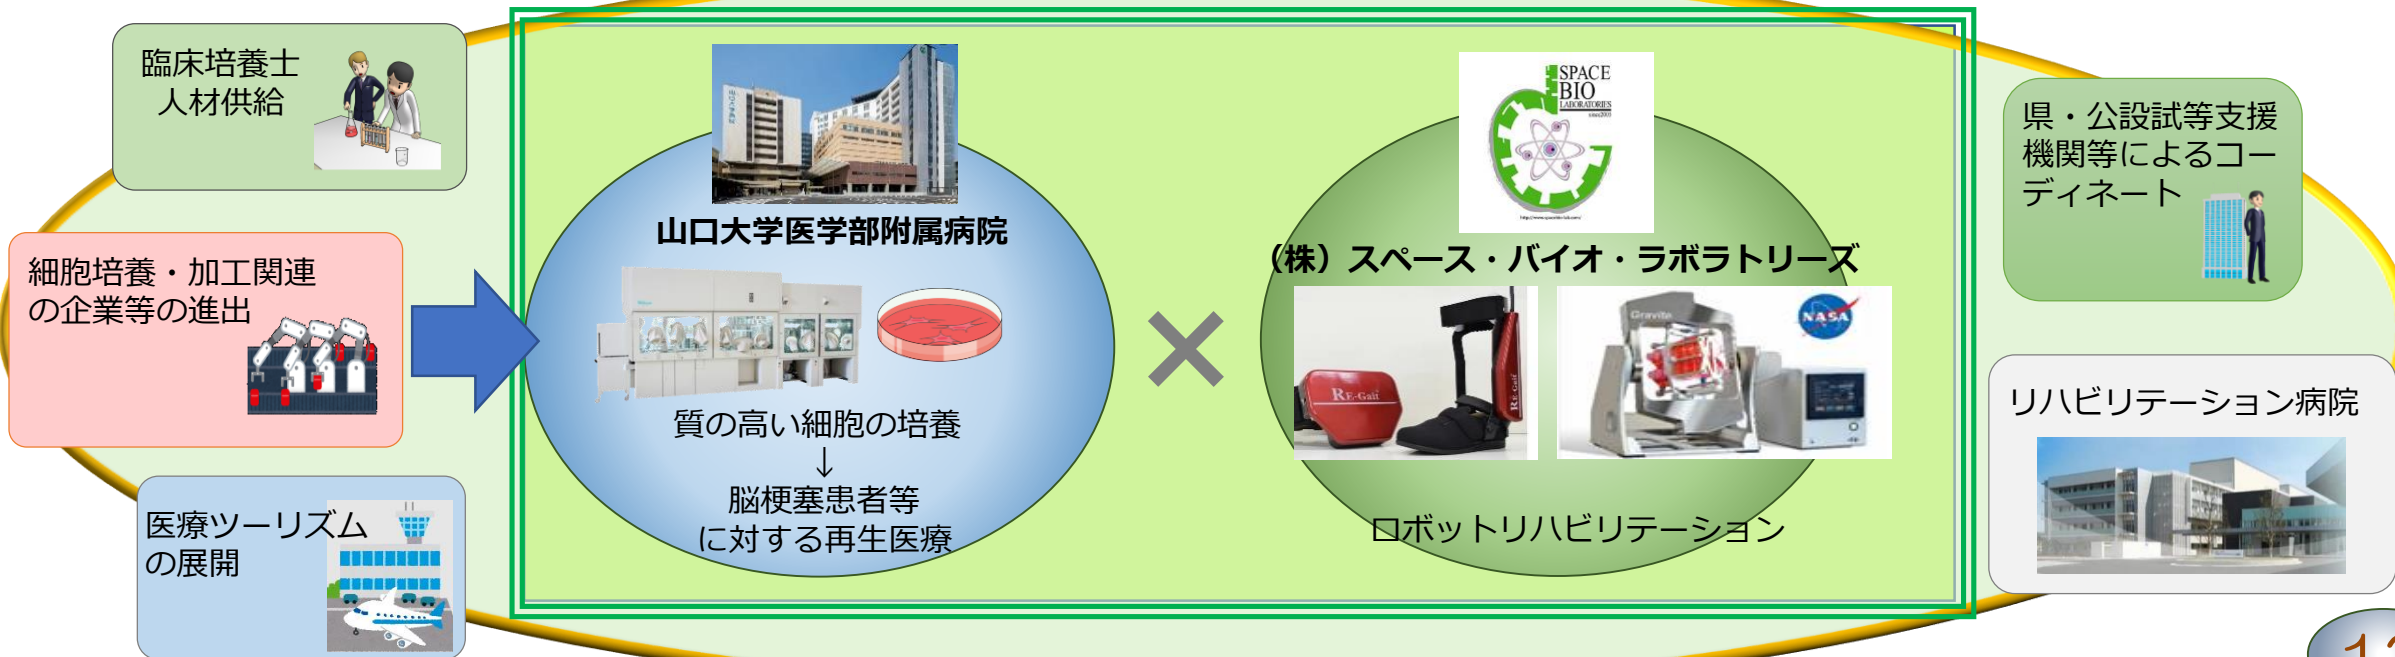 臨床培養士
人材供給
細胞培養・加工関連
の企業等の進出
医療ツーリズム
の展開
山口大学医学部附属病院
質の高い細胞の培養
↓
脳梗塞患者等
に対する再生医療
×
SPACE
BIO
LABORATORIES
since2003
（株）スペース・バイオ・ラボラトリーズ
RE-Gait
RE-Gait
Gravite
NASA
ロボットリハビリテーション
県・公設試等支援
機関等によるコー
ディネート
リハビリテーション病院